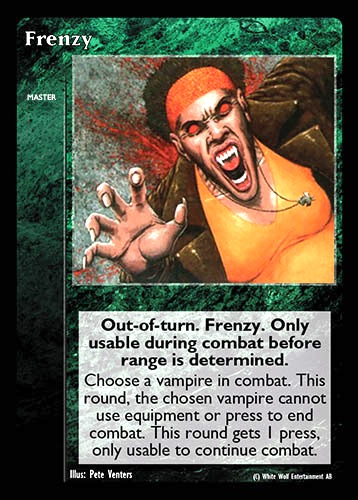 Frenzy
MASTER
Out-of-turn. Frenzy. Only
usable during combat before
range is determined.
Choose a vampire in combat. This
round, the chosen vampire cannot
use equipment or press to end
combat. This round gets 1 press,
only usable to continue combat.
Illus: Pete Venters
(C) White Wolf Entertainment AB